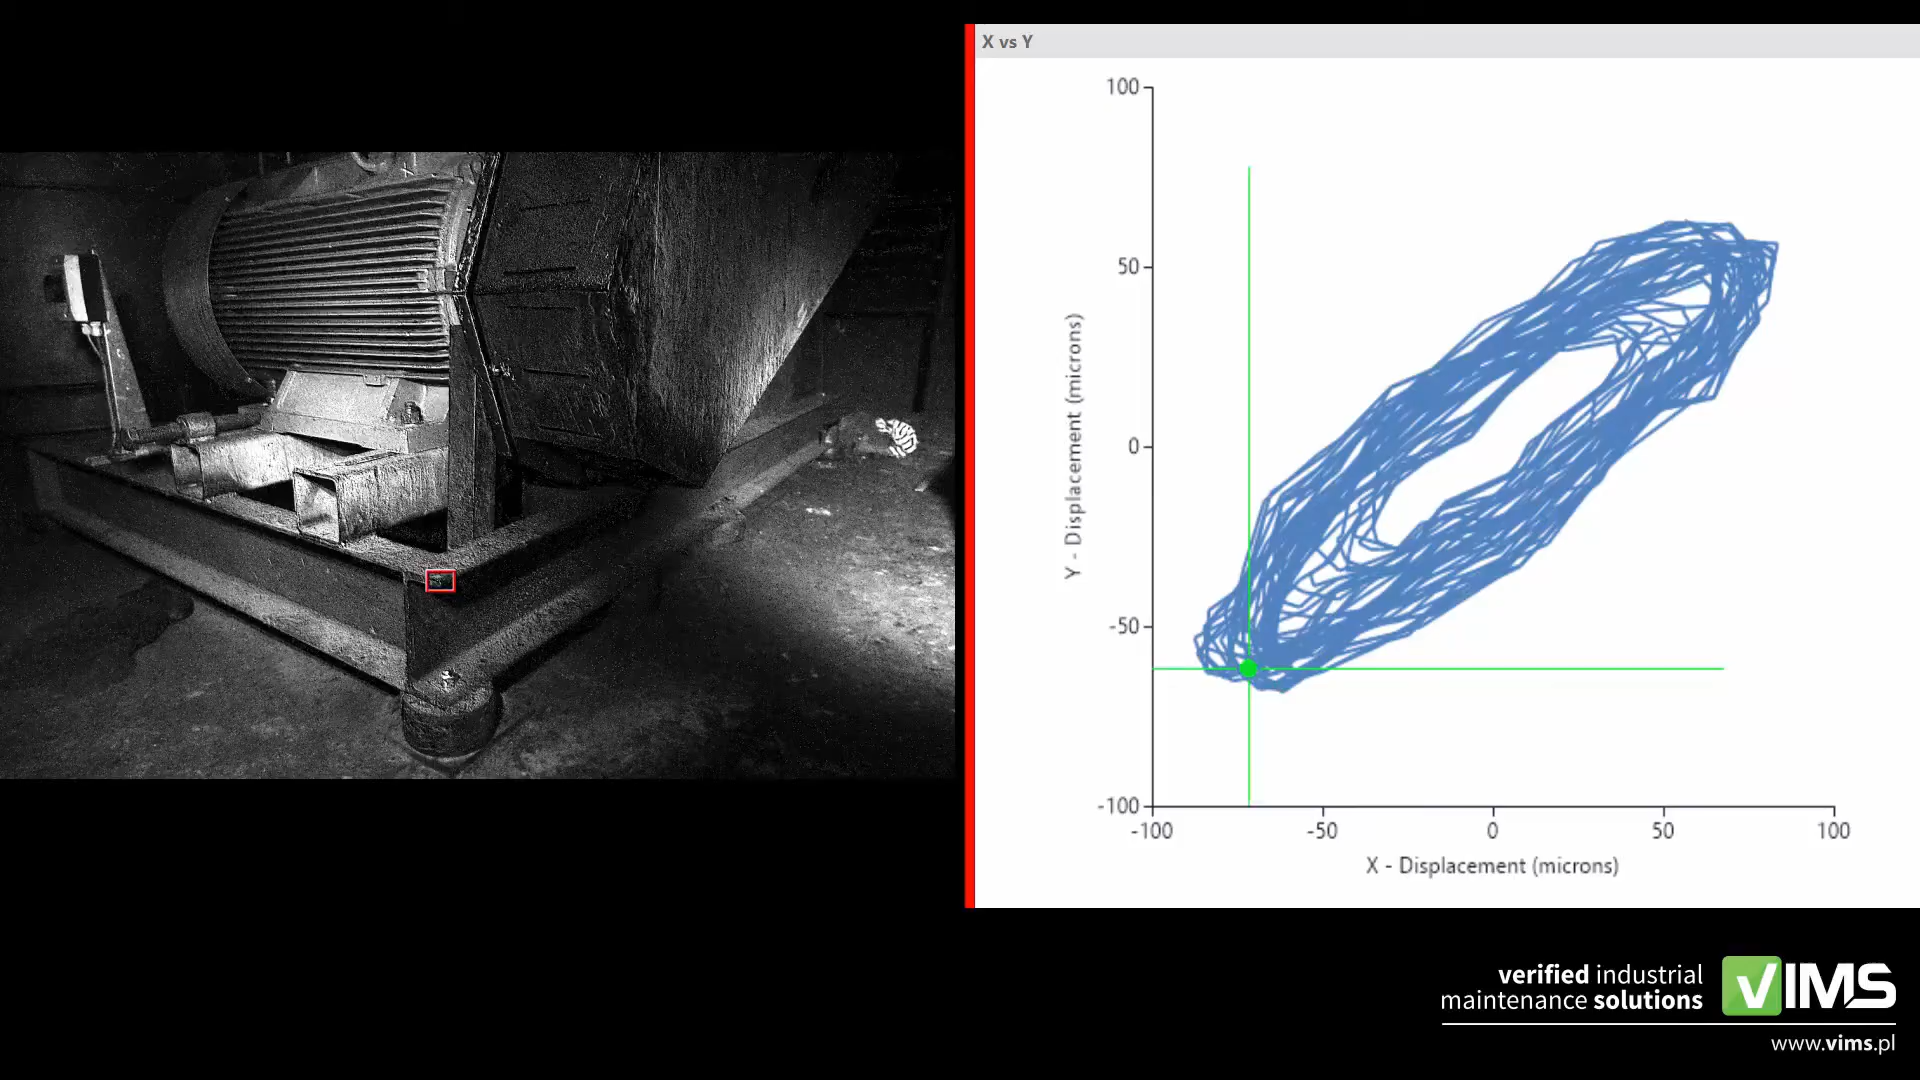 X vs Y
100
50
0
-50
-100
Y - Displacement (microns)
-100
-50
0
50
100
X - Displacement (microns)
verified industrial
maintenance solutions
VIMS
www.vims.pl